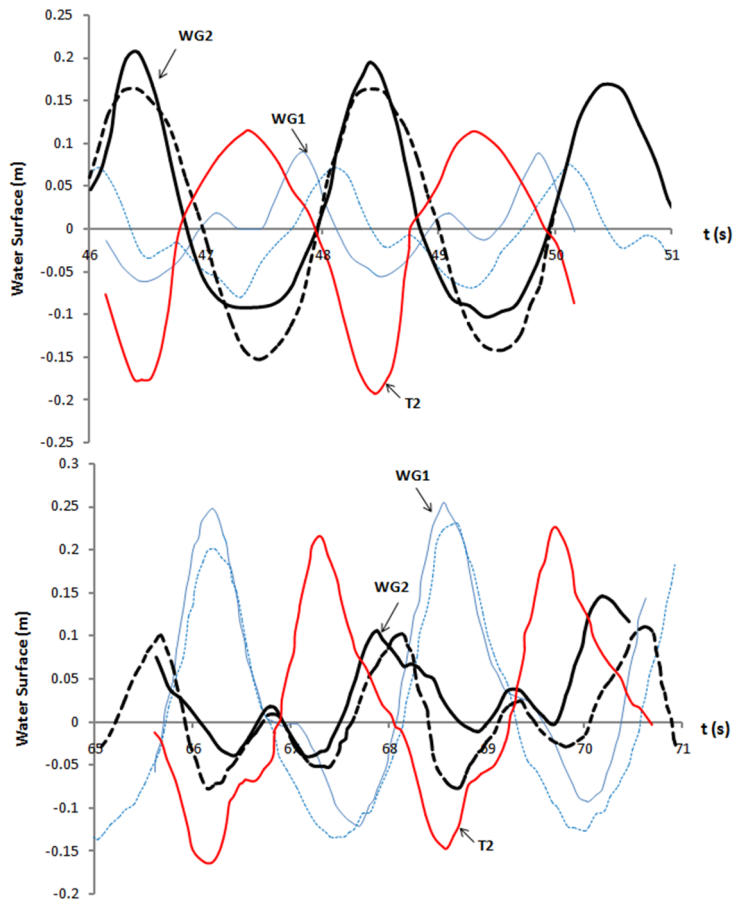 0.25
WG2
0.2
0.15
WG1
0.1
0.05
0
46 47 48 49 50 51
t (s)
-0.05
-0.1
-0.15
-0.2
T2
-0.25
Water Surface (m)
0.3
WG1
0.25
0.2
0.15
WG2
0.1
0.05
0
65 66 67 68 69 70 71
t (s)
-0.05
-0.1
T2
-0.15
-0.2
Water Surface (m)